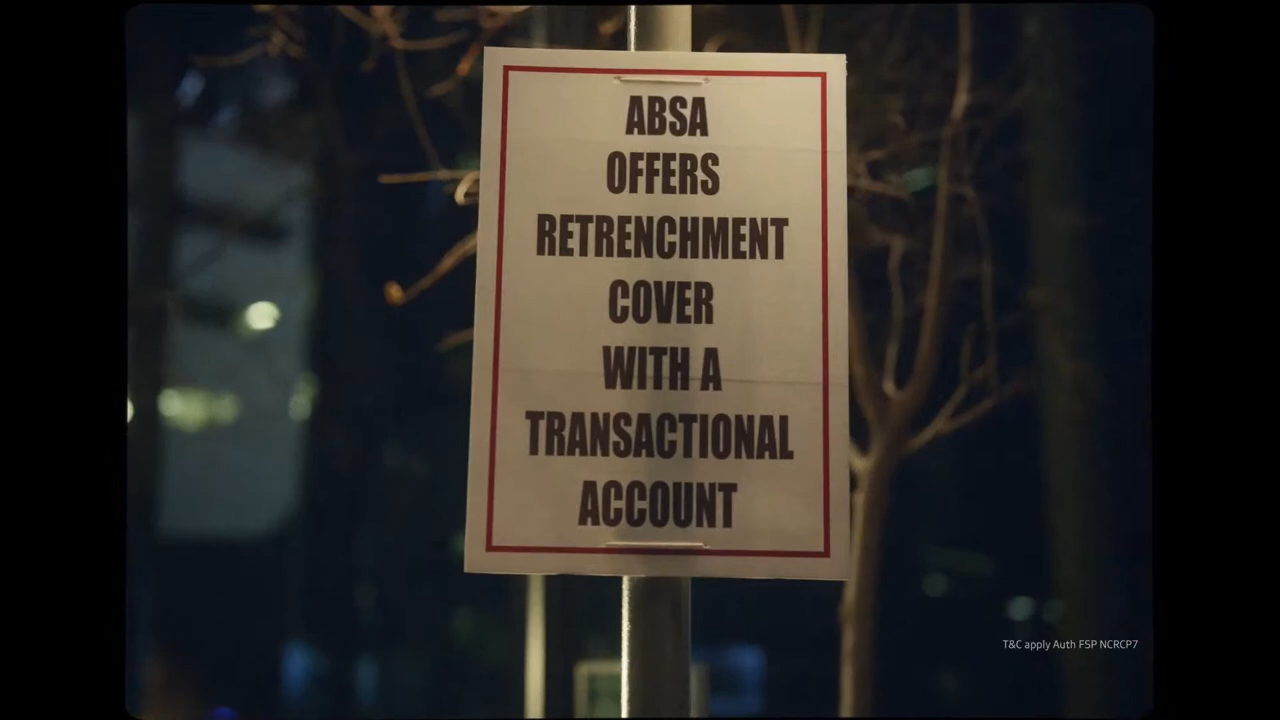 ABSA
OFFERS
RETRENCHMENT
COVER
WITH A
TRANSACTIONAL
ACCOUNT
T&C apply Auth FSP NCRCP7